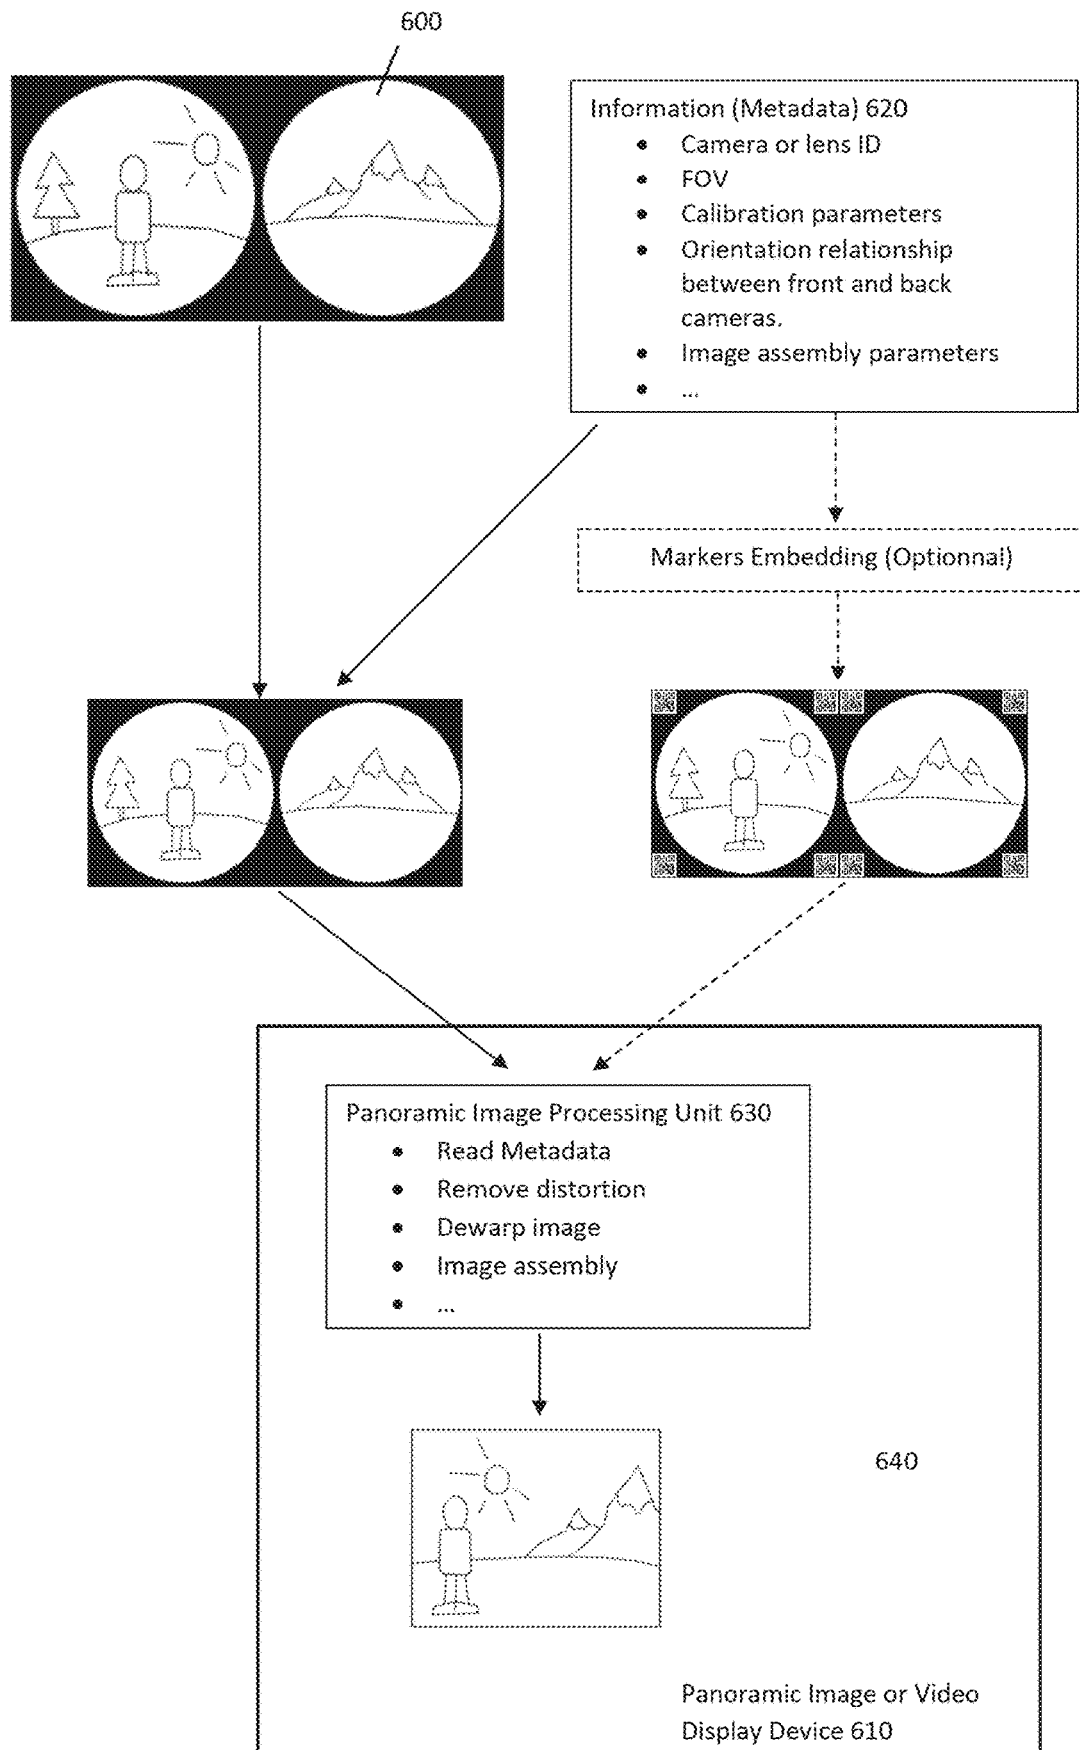 600
Information (Metadata) 620
• Camera or lens ID
• FOV
• Calibration parameters
• Orientation relationship
between front and back
cameras.
• Image assembly parameters
• ...
Markers Embedding (Optionnal)
Panoramic Image Processing Unit 630
• Read Metadata
• Remove distortion
• Dewarp image
• Image assembly
• ...
640
Panoramic Image or Video
Display Device 610